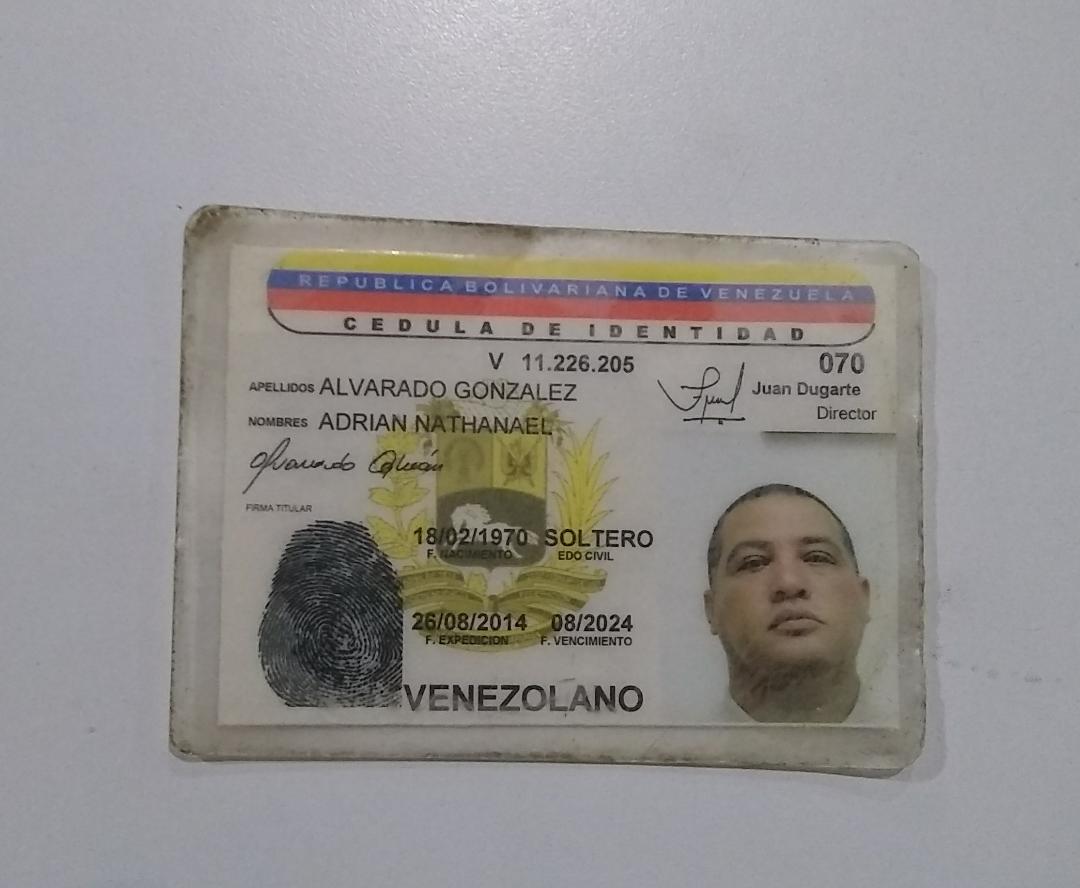 REPUBLICA BOLIVARIANA DE VENEZUELA
CEDULA DE IDENTIDAD
V 11.226.205
070
APELLIDOS ALVARADO GONZALEZ
Juan Dugarte
Director
NOMBRES ADRIAN NATHANAEL
Alvarado Adrián
FIRMA TITULAR
18/02/1970 SOLTERO
F. NACIMIENTO EDO CIVIL
26/08/2014 08/2024
F. EXPEDICION F. VENCIMIENTO
VENEZOLANO